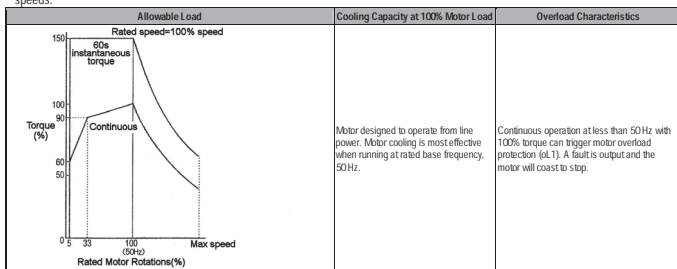 speeds.
Allowable Load
Cooling Capacity at 100% Motor Load
Overload Characteristics
Rated speed=100% speed
150
60s
instantaneous
torque
100
90
Torque
(%)
Continuous
60
50
0
5
33
100
(50Hz)
Max speed
Rated Motor Rotations(%)
Motor designed to operate from line
power. Motor cooling is most effective
when running at rated base frequency,
50 Hz.
Continuous operation at less than 50 Hz with
100% torque can trigger motor overload
protection (oL1). A fault is output and the
motor will coast to stop.